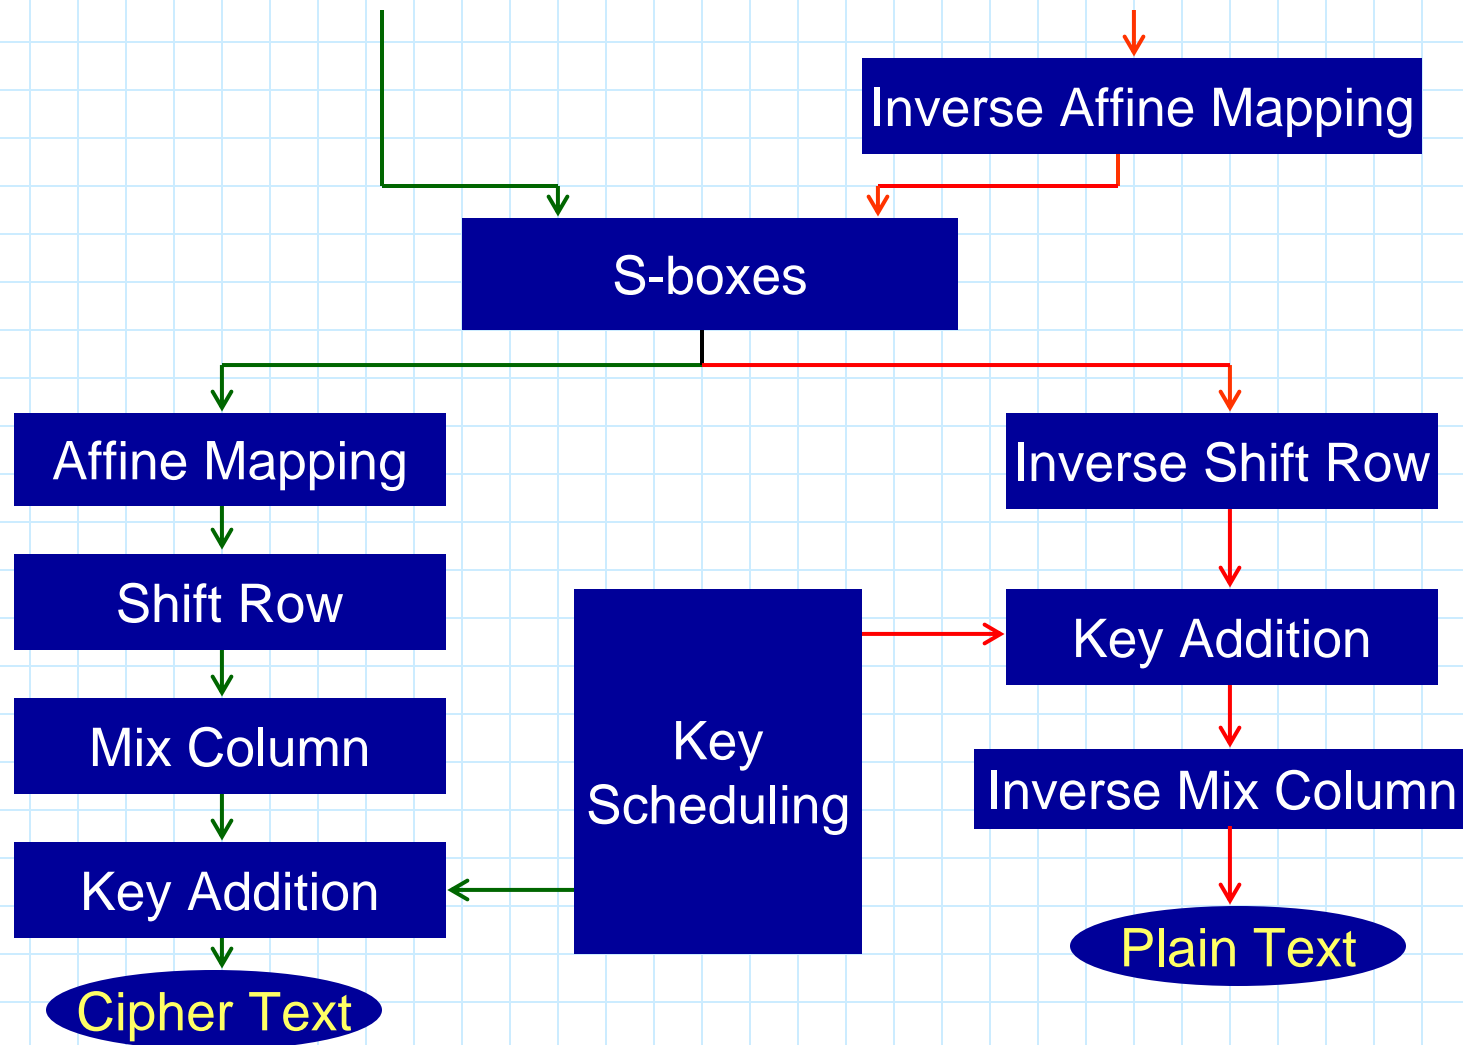 Inverse Affine Mapping
S-boxes
Affine Mapping
Inverse Shift Row
Shift Row
Key Addition
Key
Scheduling
Mix Column
Inverse Mix Column
Key Addition
Plain Text
Cipher Text